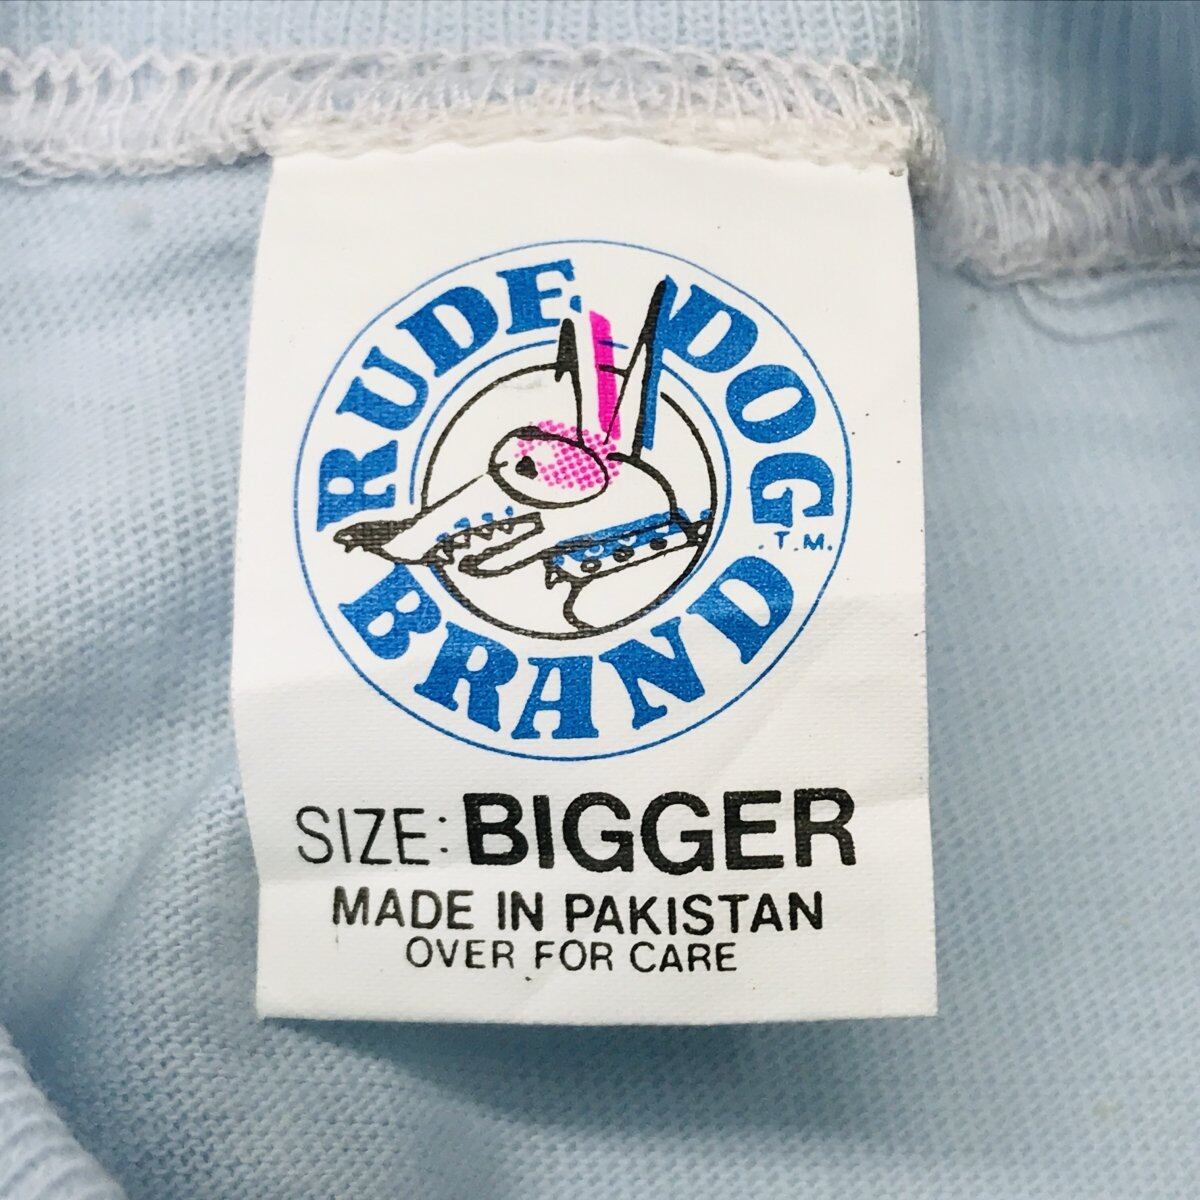 RUDE DOG
BRAND
T.M.
SIZE: BIGGER
MADE IN PAKISTAN
OVER FOR CARE